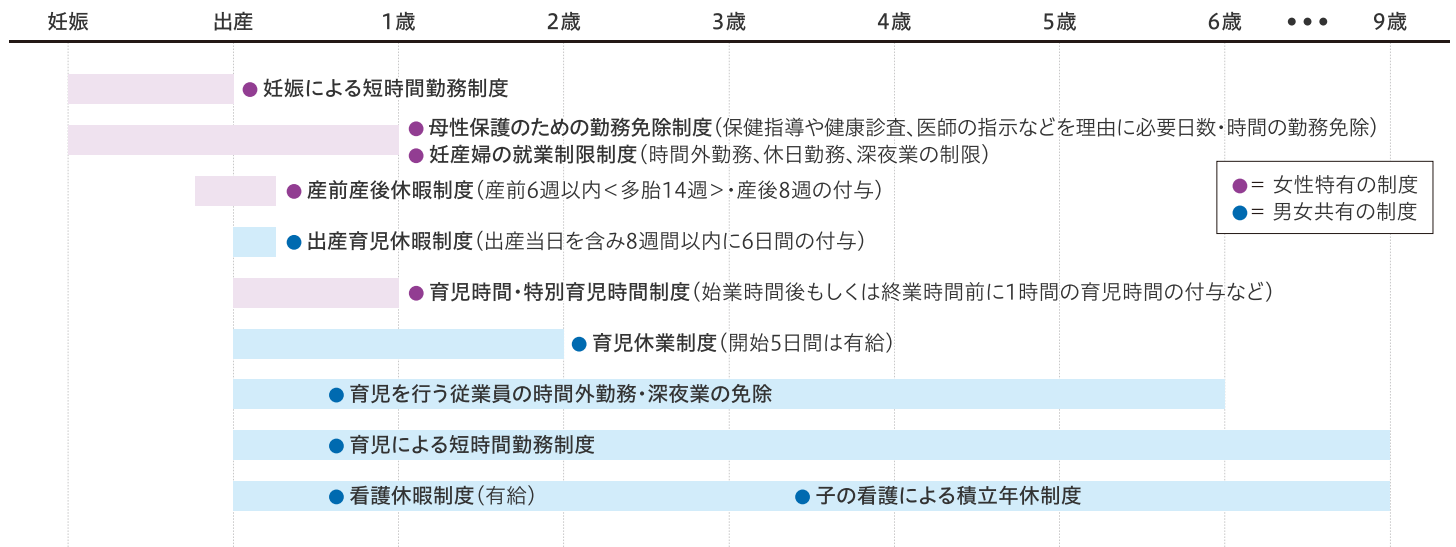 妊娠 出産 1歳 2歳 3歳 4歳 5歳 6歳 ••• 9歳
●妊娠による短時間勤務制度
●母性保護のための勤務免除制度（保健指導や健康診査、医師の指示などを理由に必要日数・時間の勤務免除）
●妊産婦の就業制限制度（時間外勤務、休日勤務、深夜業の制限）
●= 女性特有の制度
●= 男女共有の制度
●産前産後休暇制度（産前6週以内＜多胎14週＞・産後8週の付与）
●出産育児休暇制度（出産当日を含み8週間以内に6日間の付与）
●育児時間・特別育児時間制度（始業時間後もしくは終業時間前に1時間の育児時間の付与など）
●育児休業制度（開始5日間は有給）
●育児を行う従業員の時間外勤務・深夜業の免除
●育児による短時間勤務制度
●看護休暇制度（有給） ●子の看護による積立年休制度